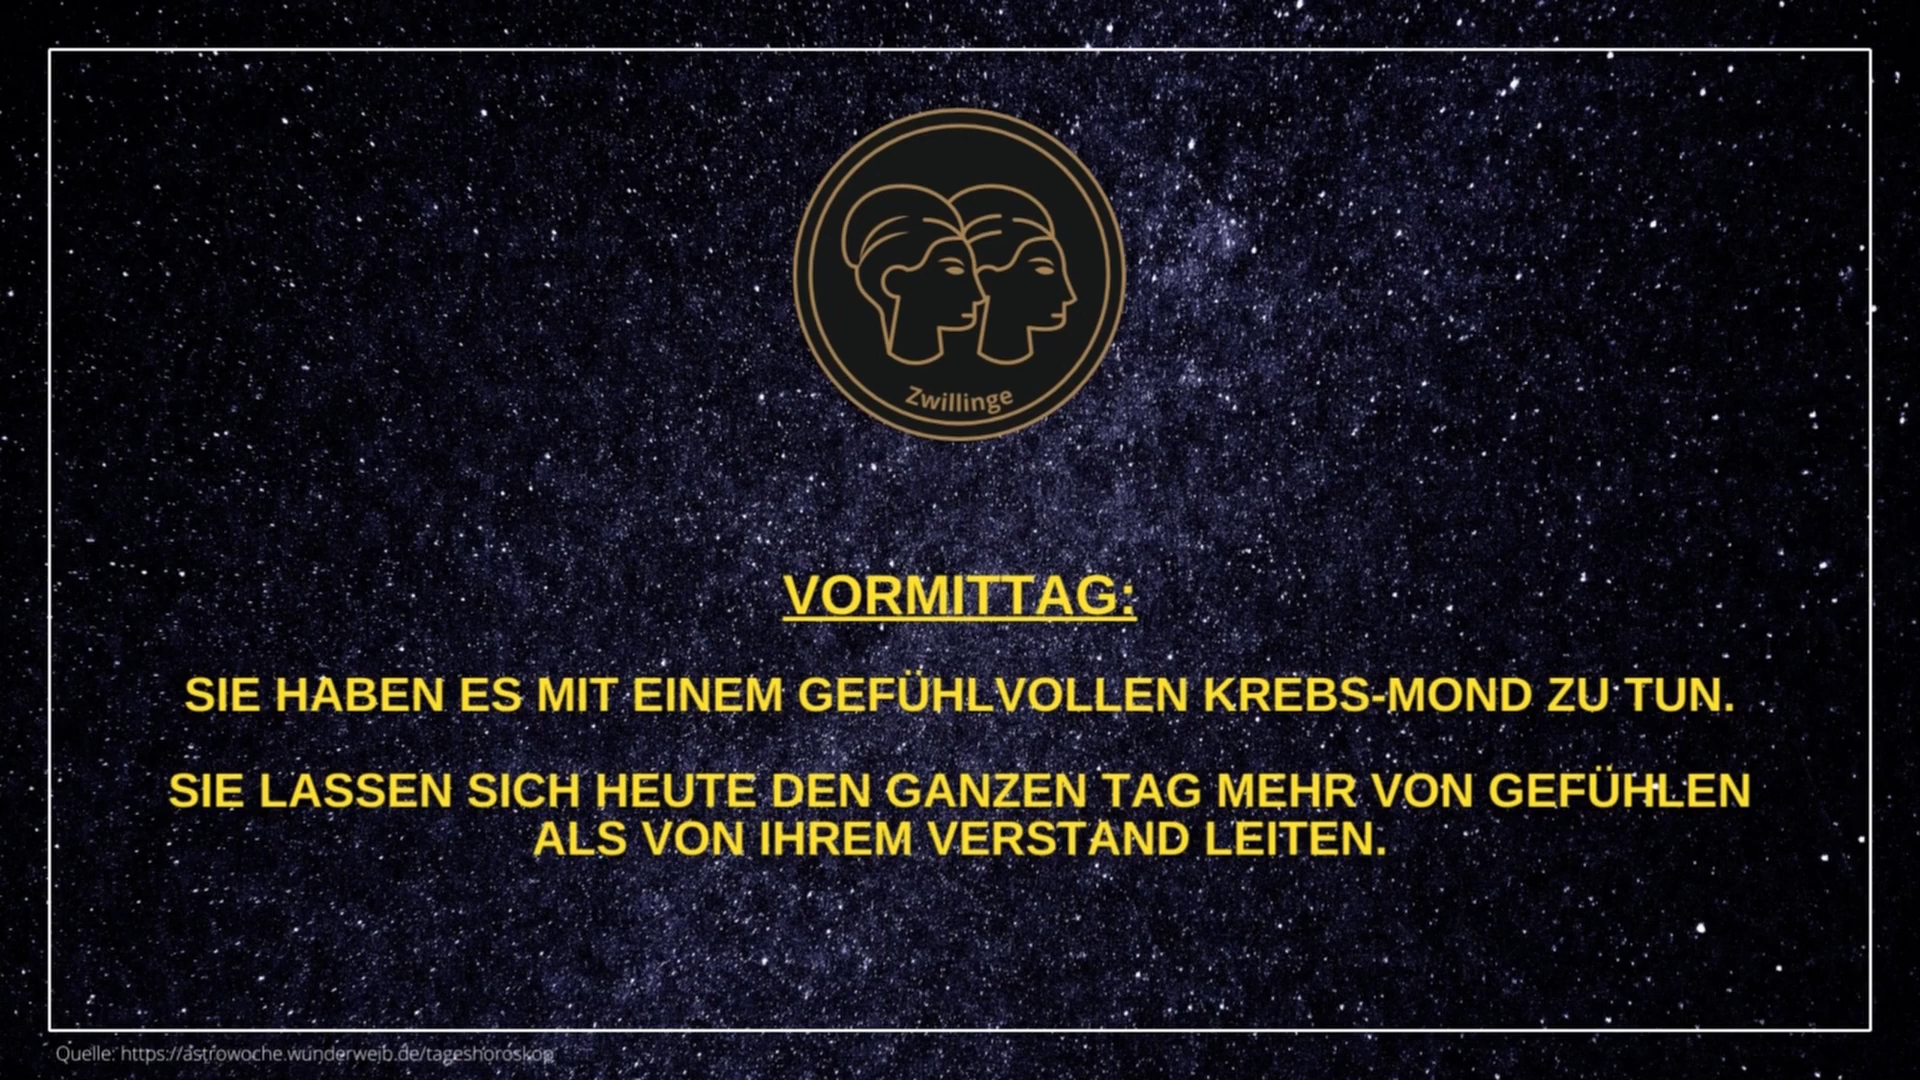 Zwillinge
VORMITTAG:
SIE HABEN ES MIT EINEM GEFÜHLVOLLEN KREBS-MOND ZU TUN.
SIE LASSEN SICH HEUTE DEN GANZEN TAG MEHR VON GEFÜHLEN
ALS VON IHREM VERSTAND LEITEN.
Quelle: https://astrowoche.wunderweib.de/tageshoroskop